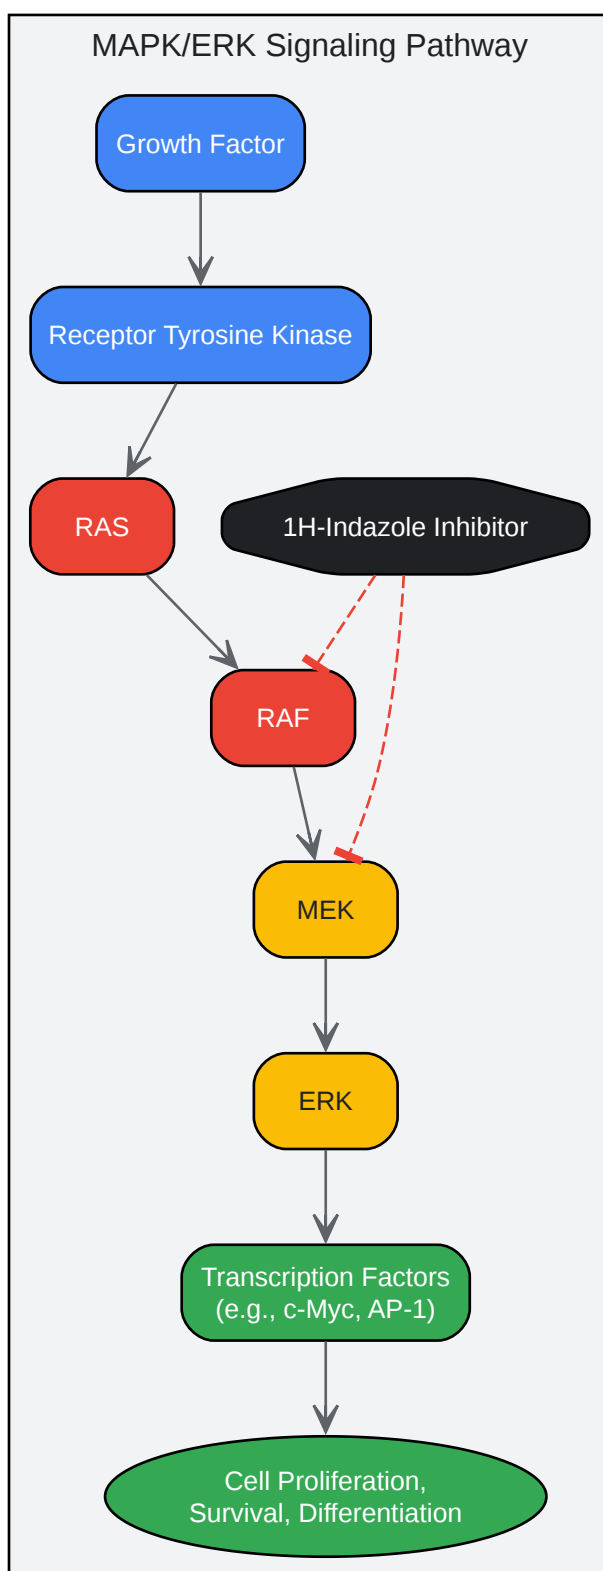 MAPK/ERK Signaling Pathway
Growth Factor
Receptor Tyrosine Kinase
RAS
1H-Indazole Inhibitor
RAF
MEK
ERK
Transcription Factors
(e.g., c-Myc, AP-1)
Cell Proliferation,
Survival, Differentiation